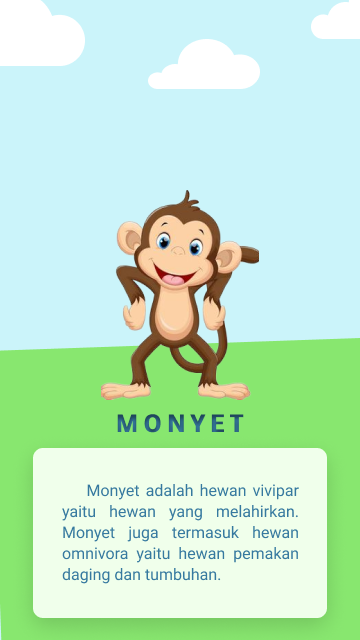 MONYET
Monyet adalah hewan vivipar
yaitu hewan yang melahirkan.
Monyet juga termasuk hewan
omnivora yaitu hewan pemakan
daging dan tumbuhan.